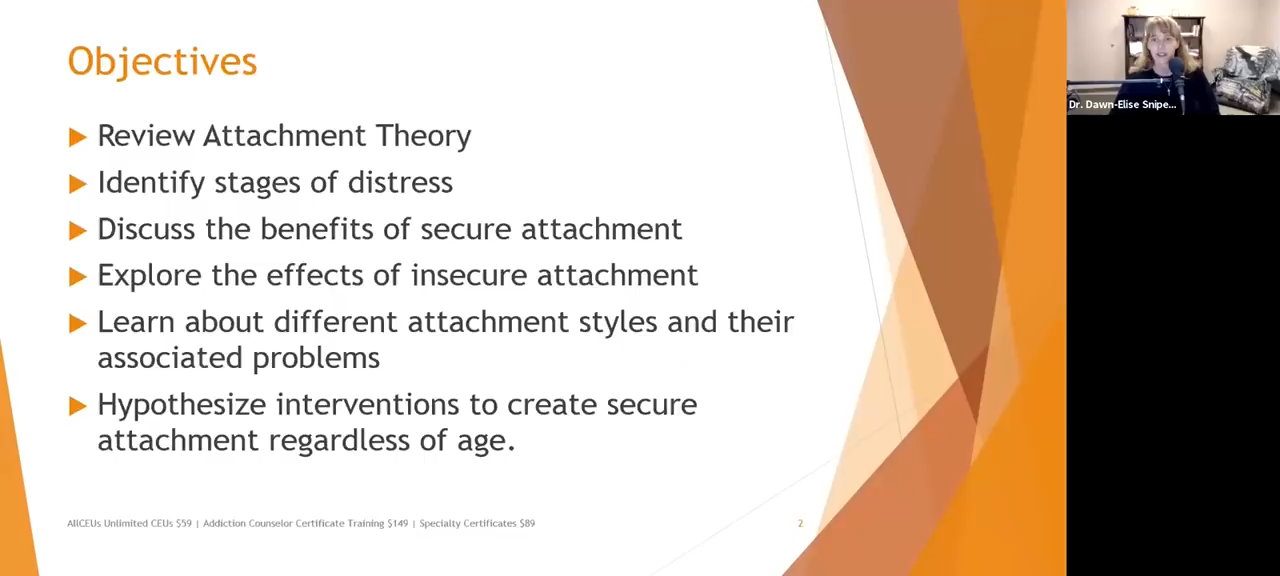 Objectives
Review Attachment Theory
Identify stages of distress
Discuss the benefits of secure attachment
Explore the effects of insecure attachment
Learn about different attachment styles and their
associated problems
Hypothesize interventions to create secure
attachment regardless of age.
AllCEUs Unlimited CEUs $59 | Addiction Counselor Certificate Training $149 | Specialty Certificates $89
2
Dr. Dawn-Elise Snipe...